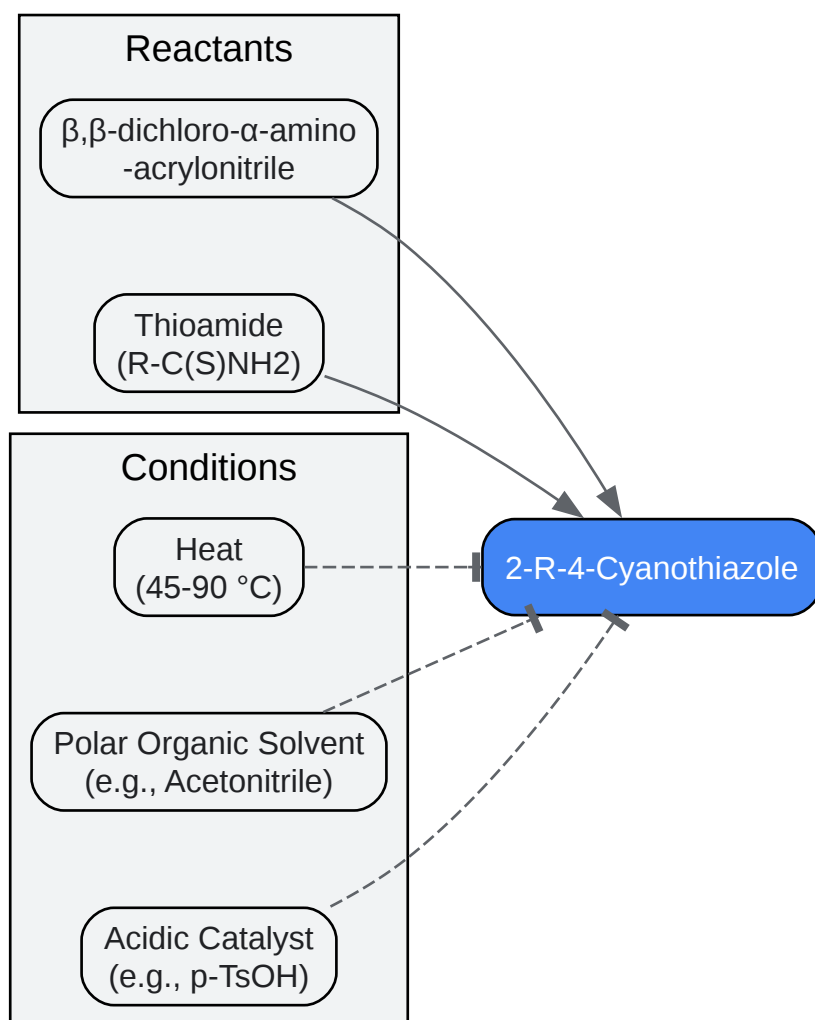 Reactants
β,β-dichloro-α-amino
-acrylonitrile
Thioamide
(R-C(S)NH2)
Conditions
Heat
(45-90 °C)
2-R-4-Cyanothiazole
Polar Organic Solvent
(e.g., Acetonitrile)
Acidic Catalyst
(e.g., p-TsOH)